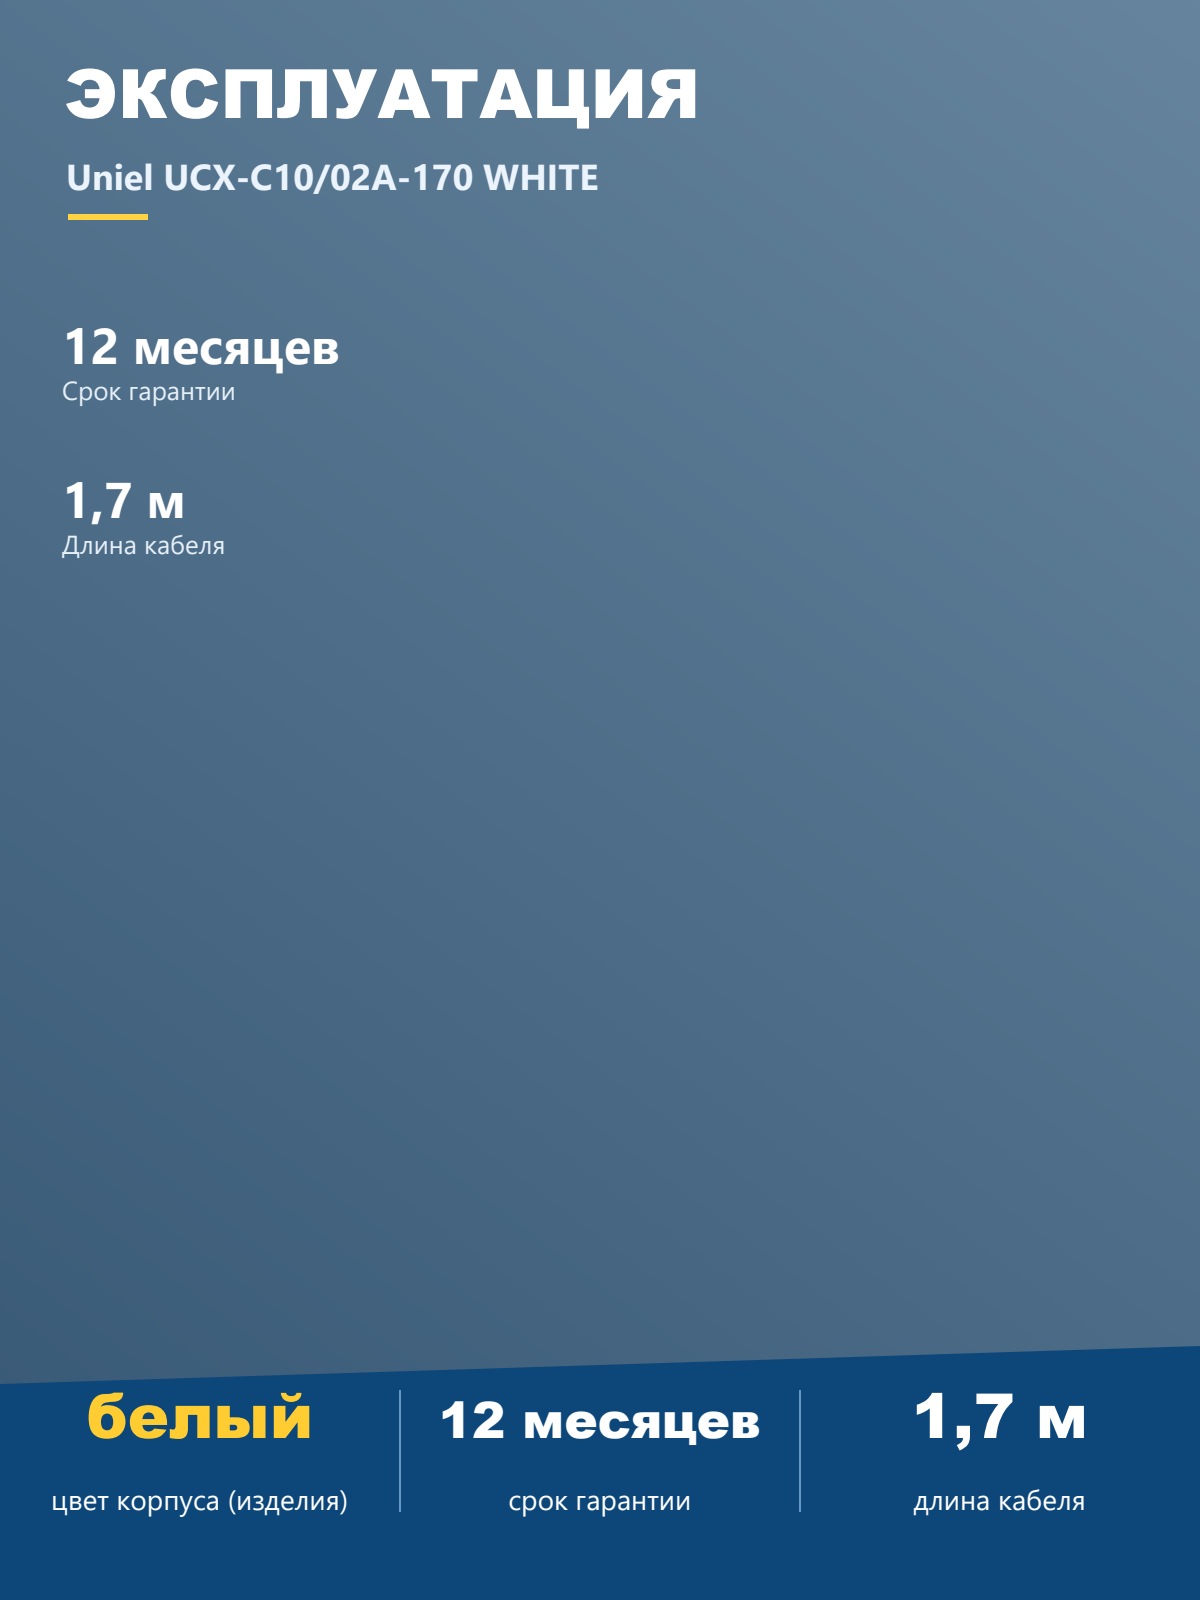 ЭКСПЛУАТАЦИЯ
Uniel UCX-C10/02A-170 WHITE
12 месяцев
Срок гарантии
1,7 м
Длина кабеля
белый
цвет корпуса (изделия)
12 месяцев
срок гарантии
1,7 м
длина кабеля